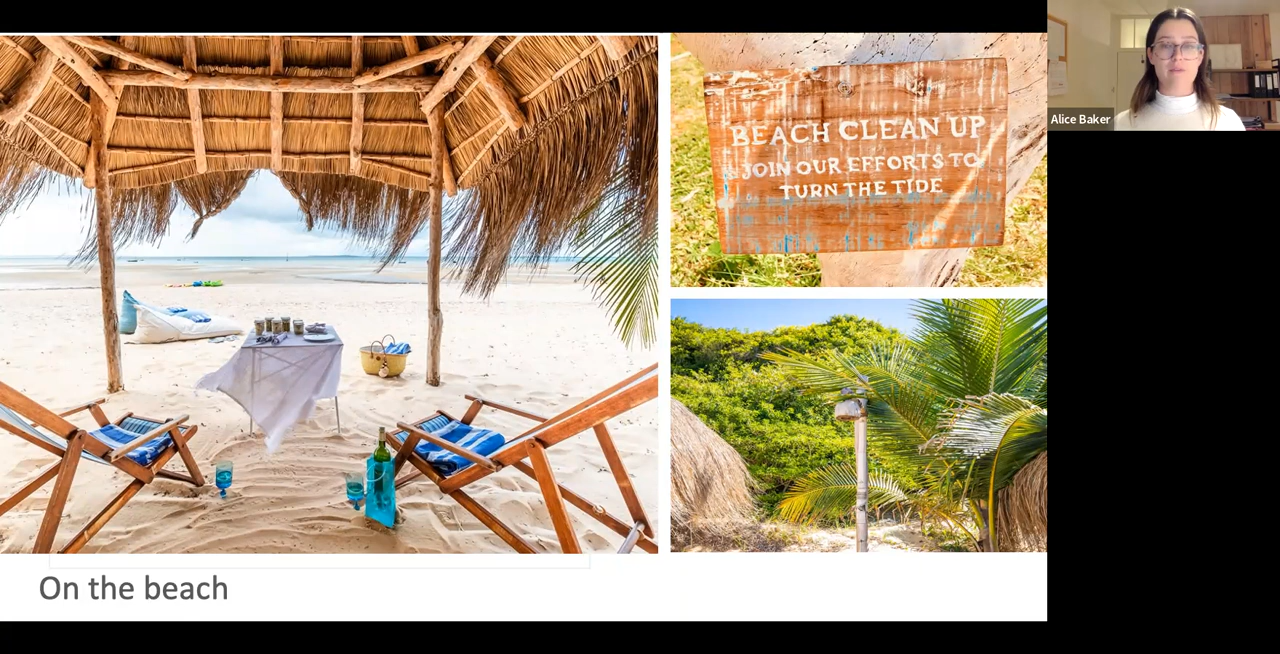 BEACH CLEAN UP
JOIN OUR EFFORTS TO
TURN THE TIDE
Alice Baker
On the beach